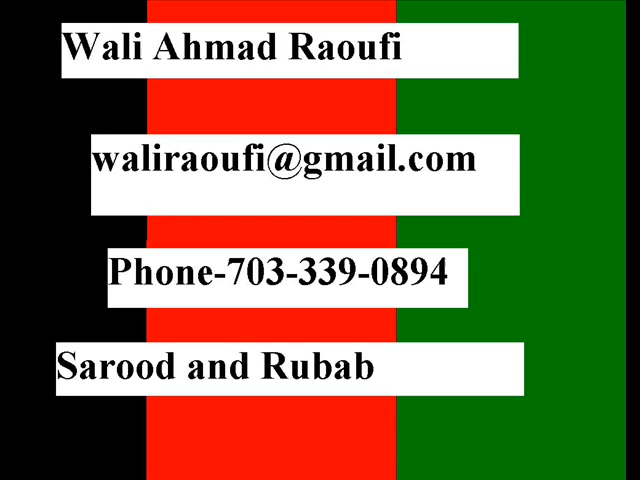 Wali Ahmad Raoufi
waliraoufi@gmail.com
Phone-703-339-0894
Sarood and Rubab